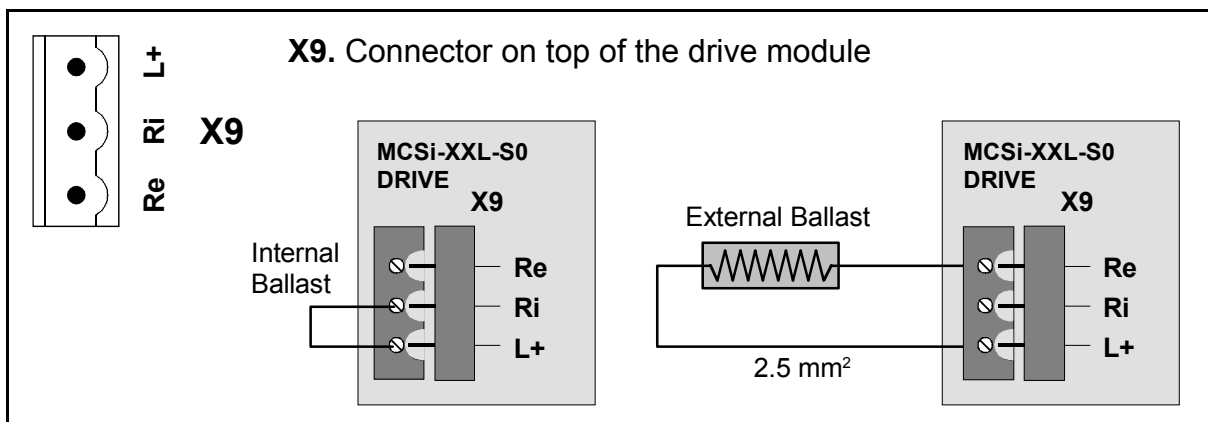 X9. Connector on top of the drive module
L+
Ri
Re
X9
MCSi-XXL-S0
DRIVE
X9
Internal
Ballast
Re
Ri
L+
External Ballast
2.5 mm²
MCSi-XXL-S0
DRIVE
X9
Re
Ri
L+